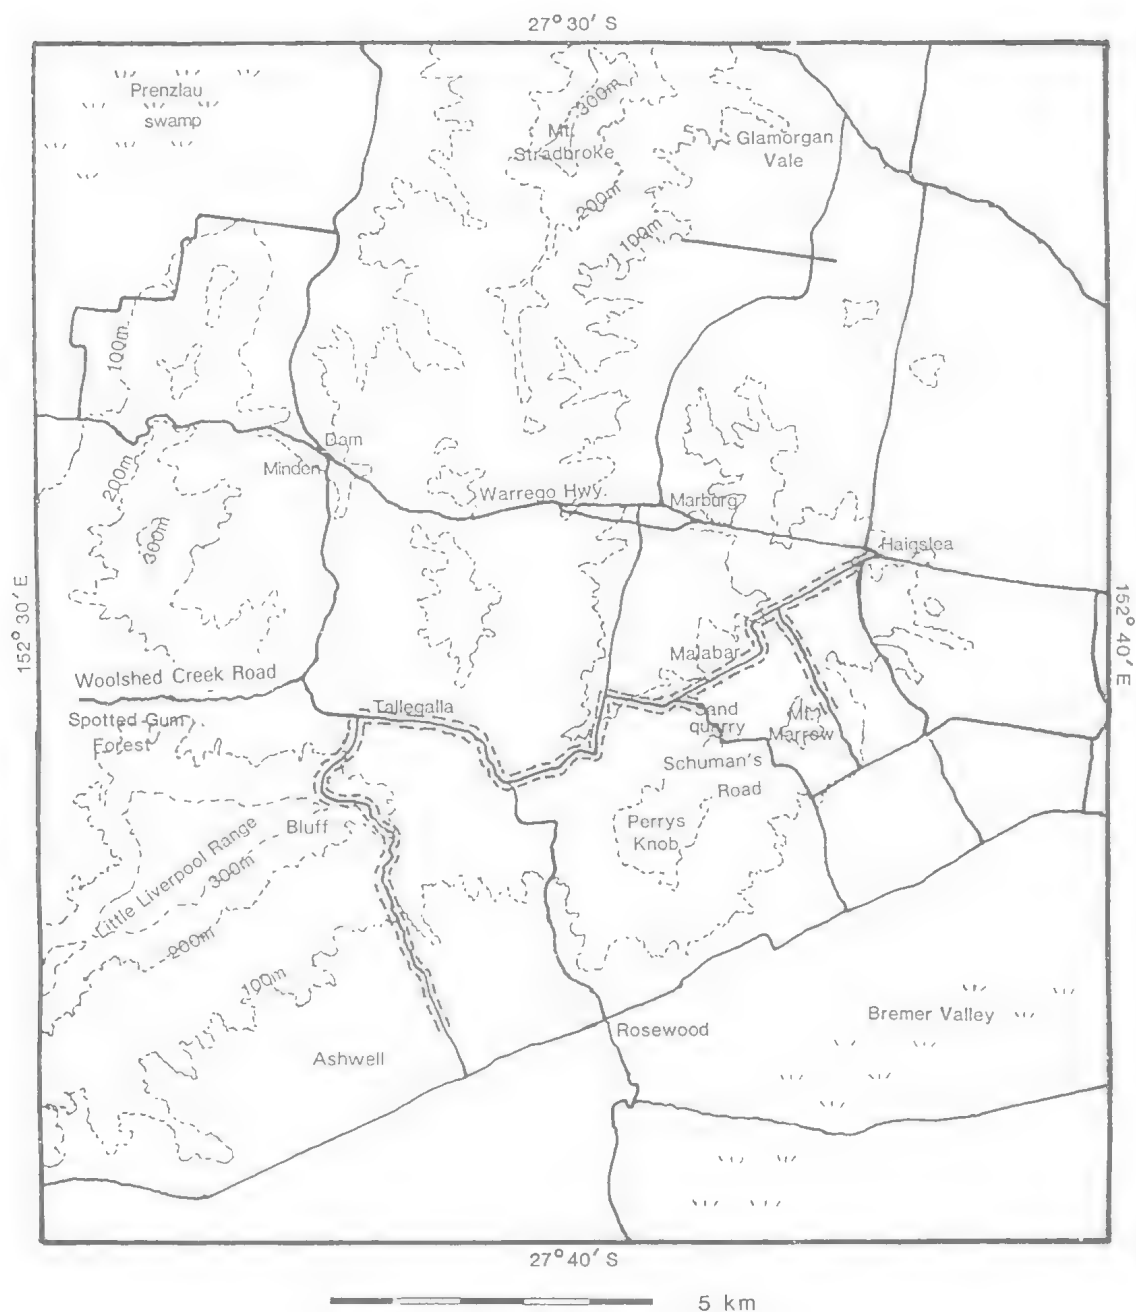 27° 30′ S
Prenzlau
swamp
300m
Mt.
Stradbroke
Glamorgan
Vale
200m
100m
100m
Dam
Minden
200m
300m
Warrego Hwy.
Marburg
Haigslea
152° 30′ E
152° 40′ E
Malabar
Woolshed Creek Road
Tallegalla
Spotted Gum
Forest
Sand
quarry
Mt.
Marrow
Schuman's
Road
Bluff
Perrys
Knob
Little Liverpool Range
300m
200m
100m
Bremer Valley
Rosewood
Ashwell
27° 40′ S
5 km